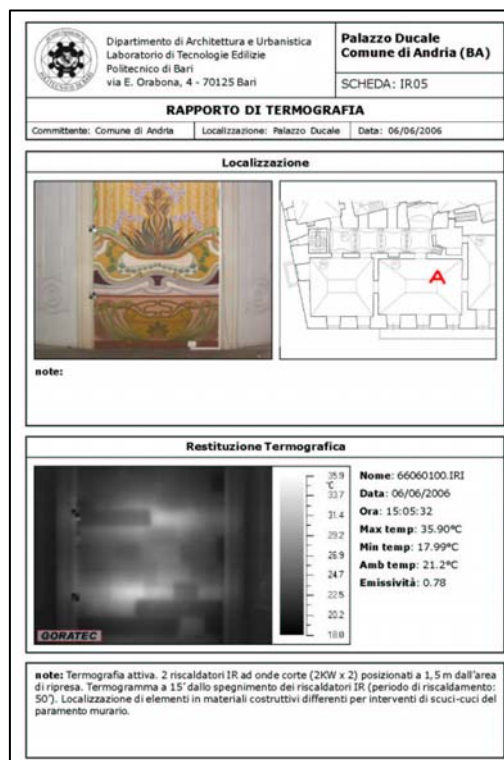 Dipartimento di Architettura e Urbanistica
Laboratorio di Tecnologie Edilizie
Politecnico di Bari
via E. Orabona, 4 - 70125 Bari
Palazzo Ducale
Comune di Andria (BA)
SCHEDA: IR05
RAPPORTO DI TERMOGRAFIA
Committente: Comune di Andria
Localizzazione: Palazzo Ducale
Data: 06/06/2006
Localizzazione
A
note:
Restituzione Termografica
35.9
°C
33.7
31.4
29.2
26.9
24.7
22.5
20.2
18.0
GORATEC
Nome: 66060100.IRI
Data: 06/06/2006
Ora: 15:05:32
Max temp: 35.90°C
Min temp: 17.99°C
Amb temp: 21.2°C
Emissività: 0.78
note: Termografia attiva. 2 riscaldatori IR ad onde corte (2KW x 2) posizionati a 1,5 m dall'area
di ripresa. Termogramma a 15' dallo spegnimento dei riscaldatori IR (periodo di riscaldamento:
50'). Localizzazione di elementi in materiali costruttivi differenti per interventi di scuci-cuci del
paramento murario.